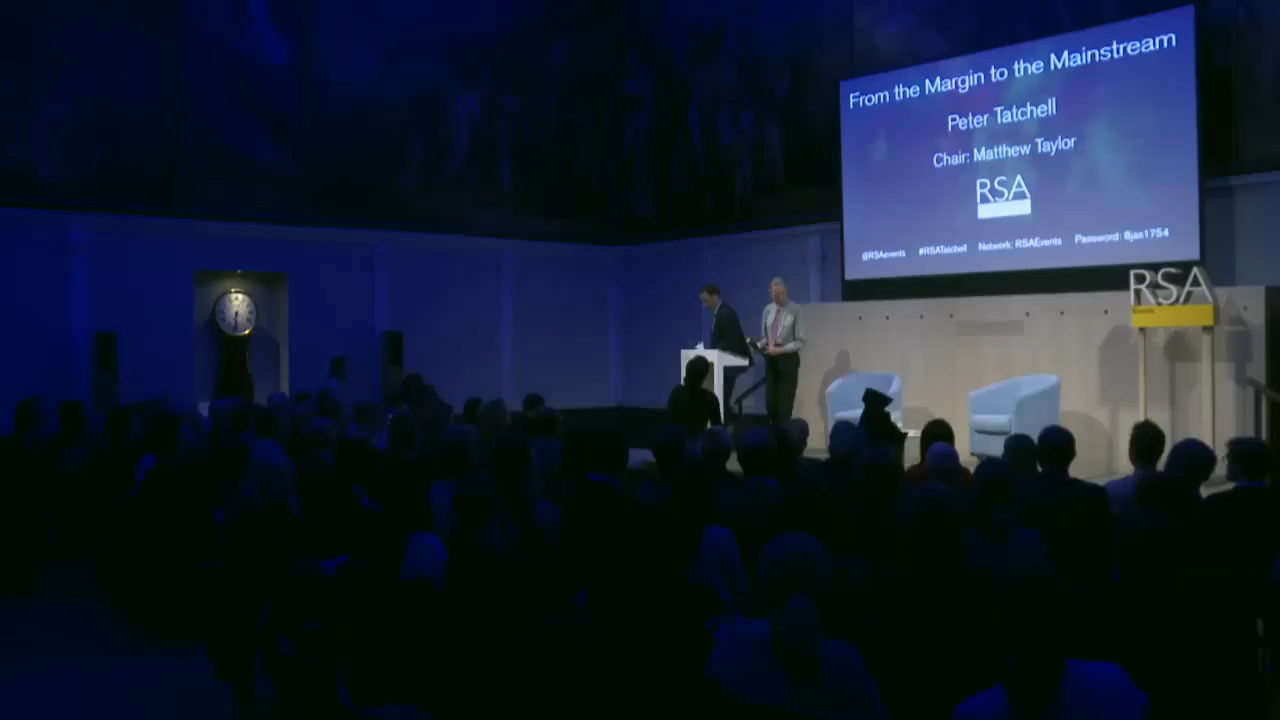 From the Margin to the Mainstream
Peter Tatchell
Chair: Matthew Taylor
RSA
@RSAevents #RSATatchell Network: RSAEvents Password: 8jas1754
RSA